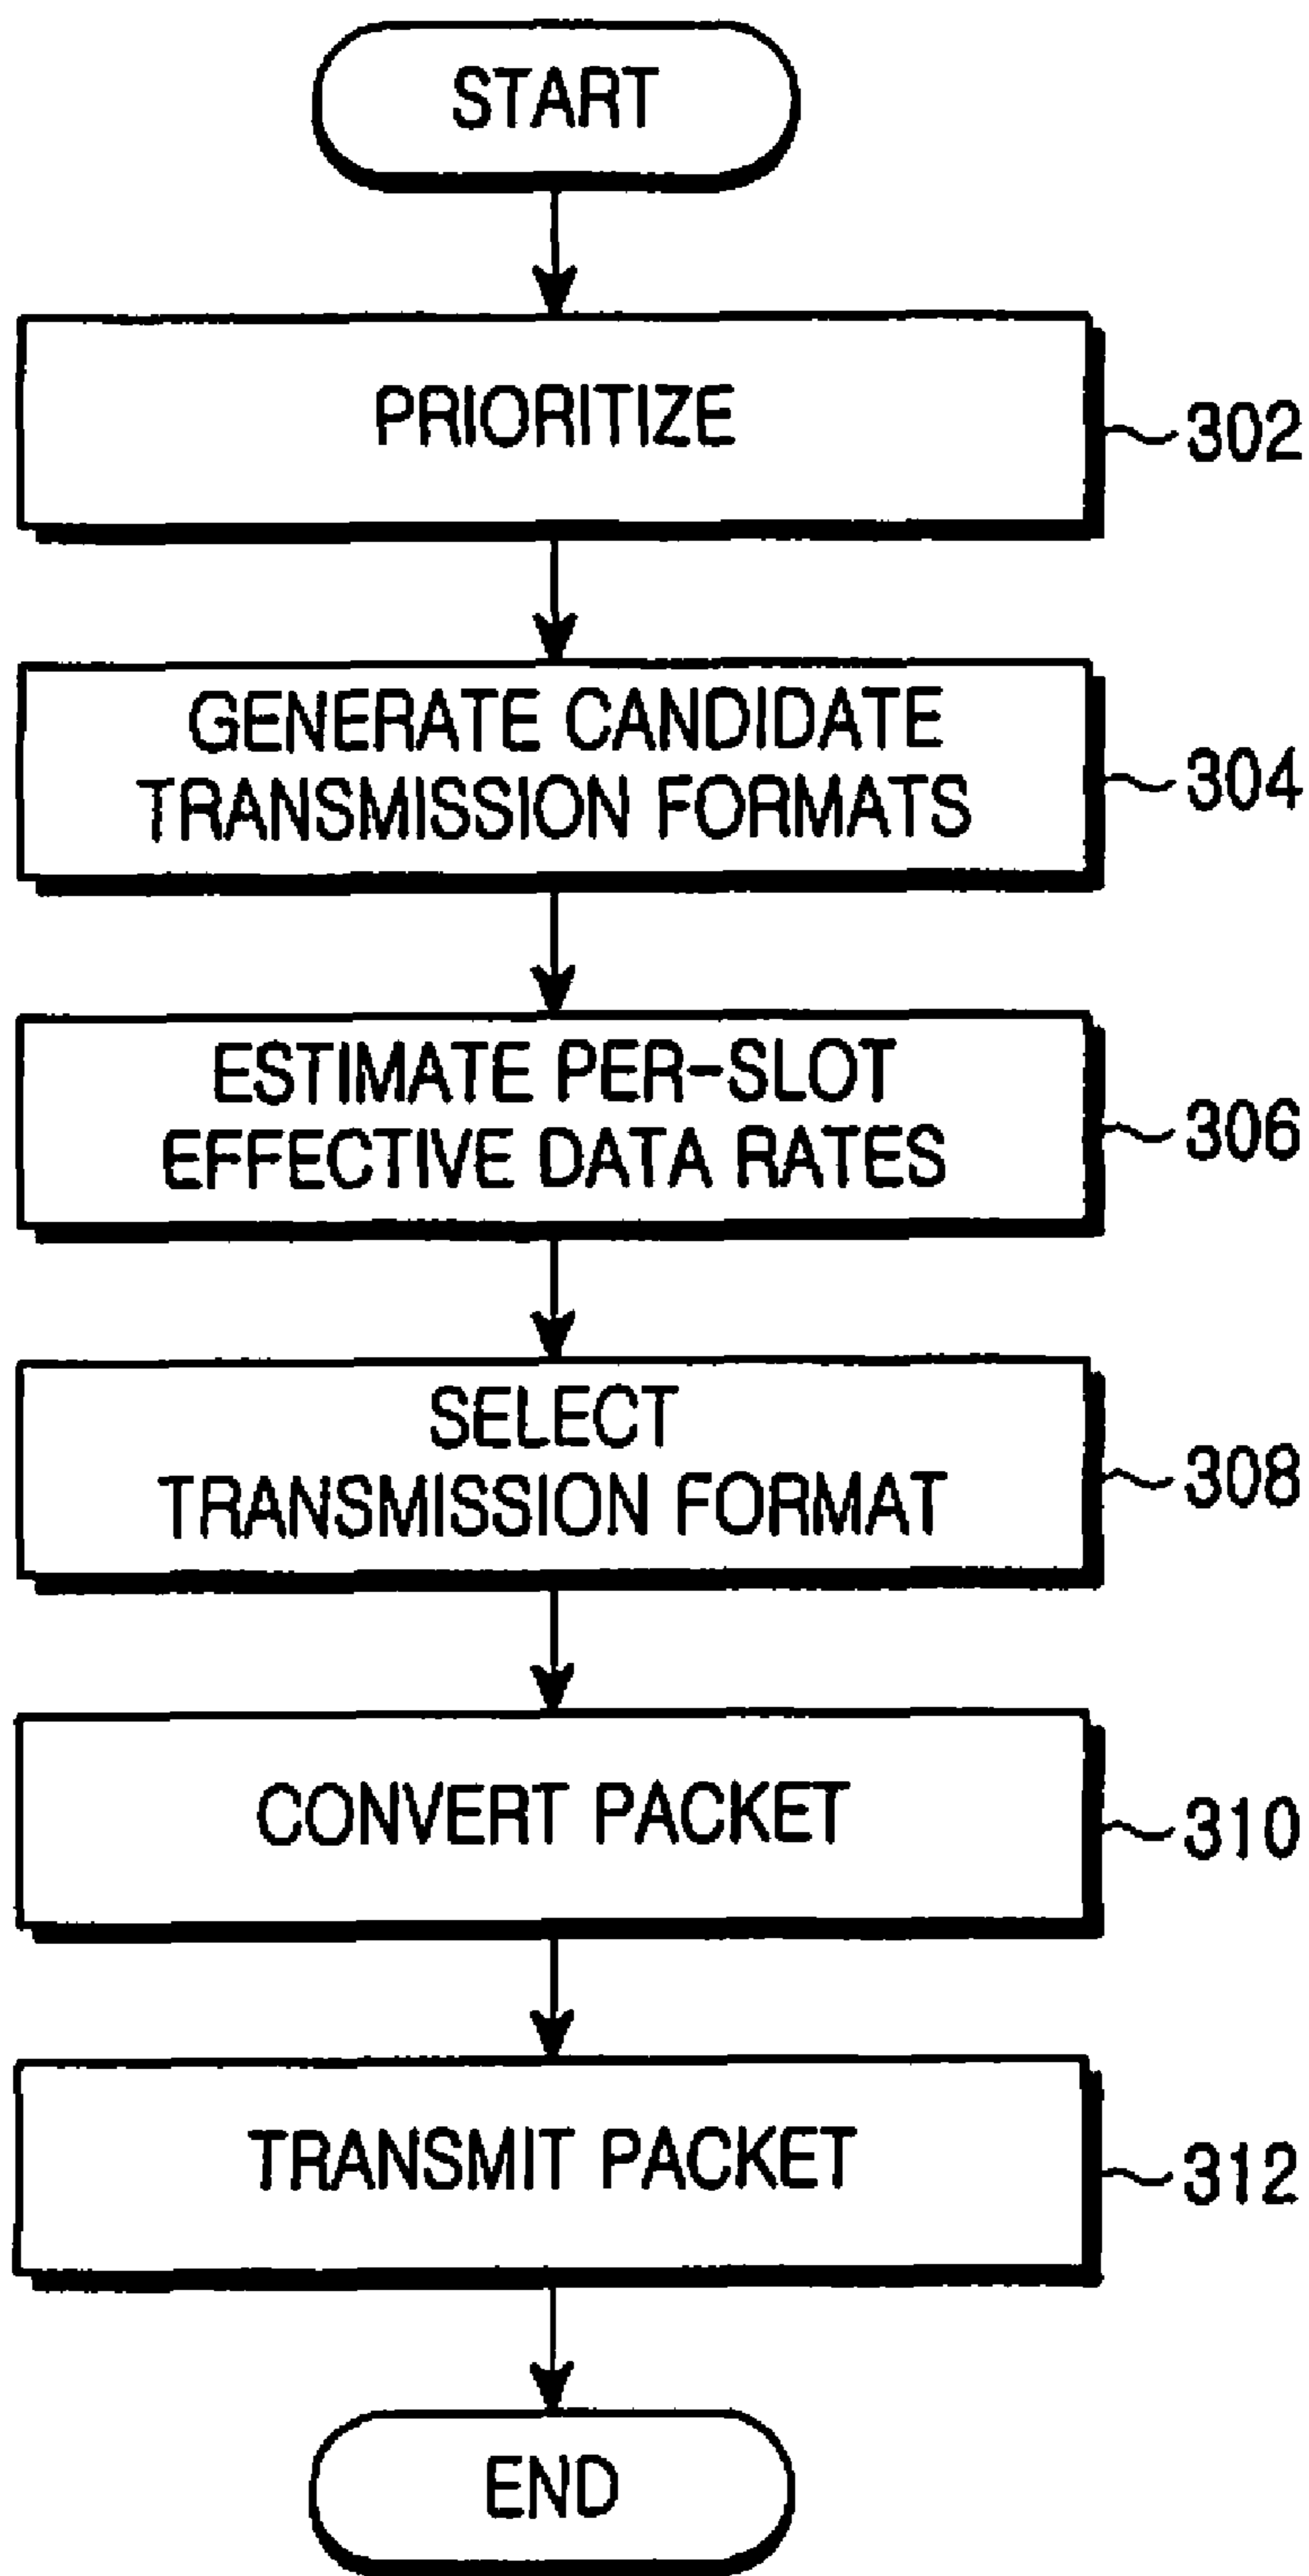 START
PRIORITIZE
302
GENERATE CANDIDATE
TRANSMISSION FORMATS
304
ESTIMATE PER-SLOT
EFFECTIVE DATA RATES
306
SELECT
TRANSMISSION FORMAT
308
CONVERT PACKET
310
TRANSMIT PACKET
312
END